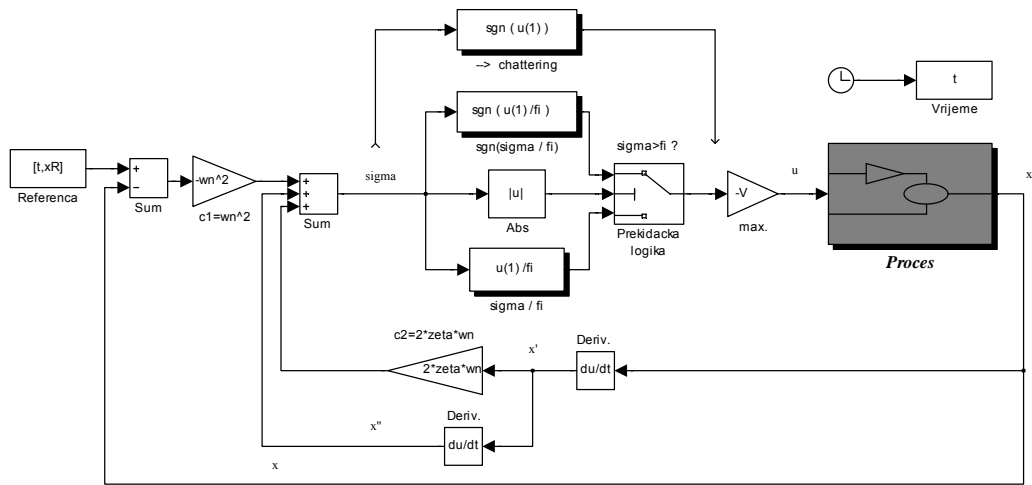 sgn ( u(1) )
--> chattering
sgn ( u(1) /fi )
sgn(sigma / fi)
t
Vrijeme
sigma>fi ?
[t,xR]
Referenca
+
−
Sum
-wn^2
c1=wn^2
+
+
+
Sum
sigma
|u|
Abs
Prekidacka
logika
-V
max.
u
x
Proces
u(1) /fi
sigma / fi
c2=2*zeta*wn
2*zeta*wn
x'
Deriv.
du/dt
Deriv.
du/dt
x''
x